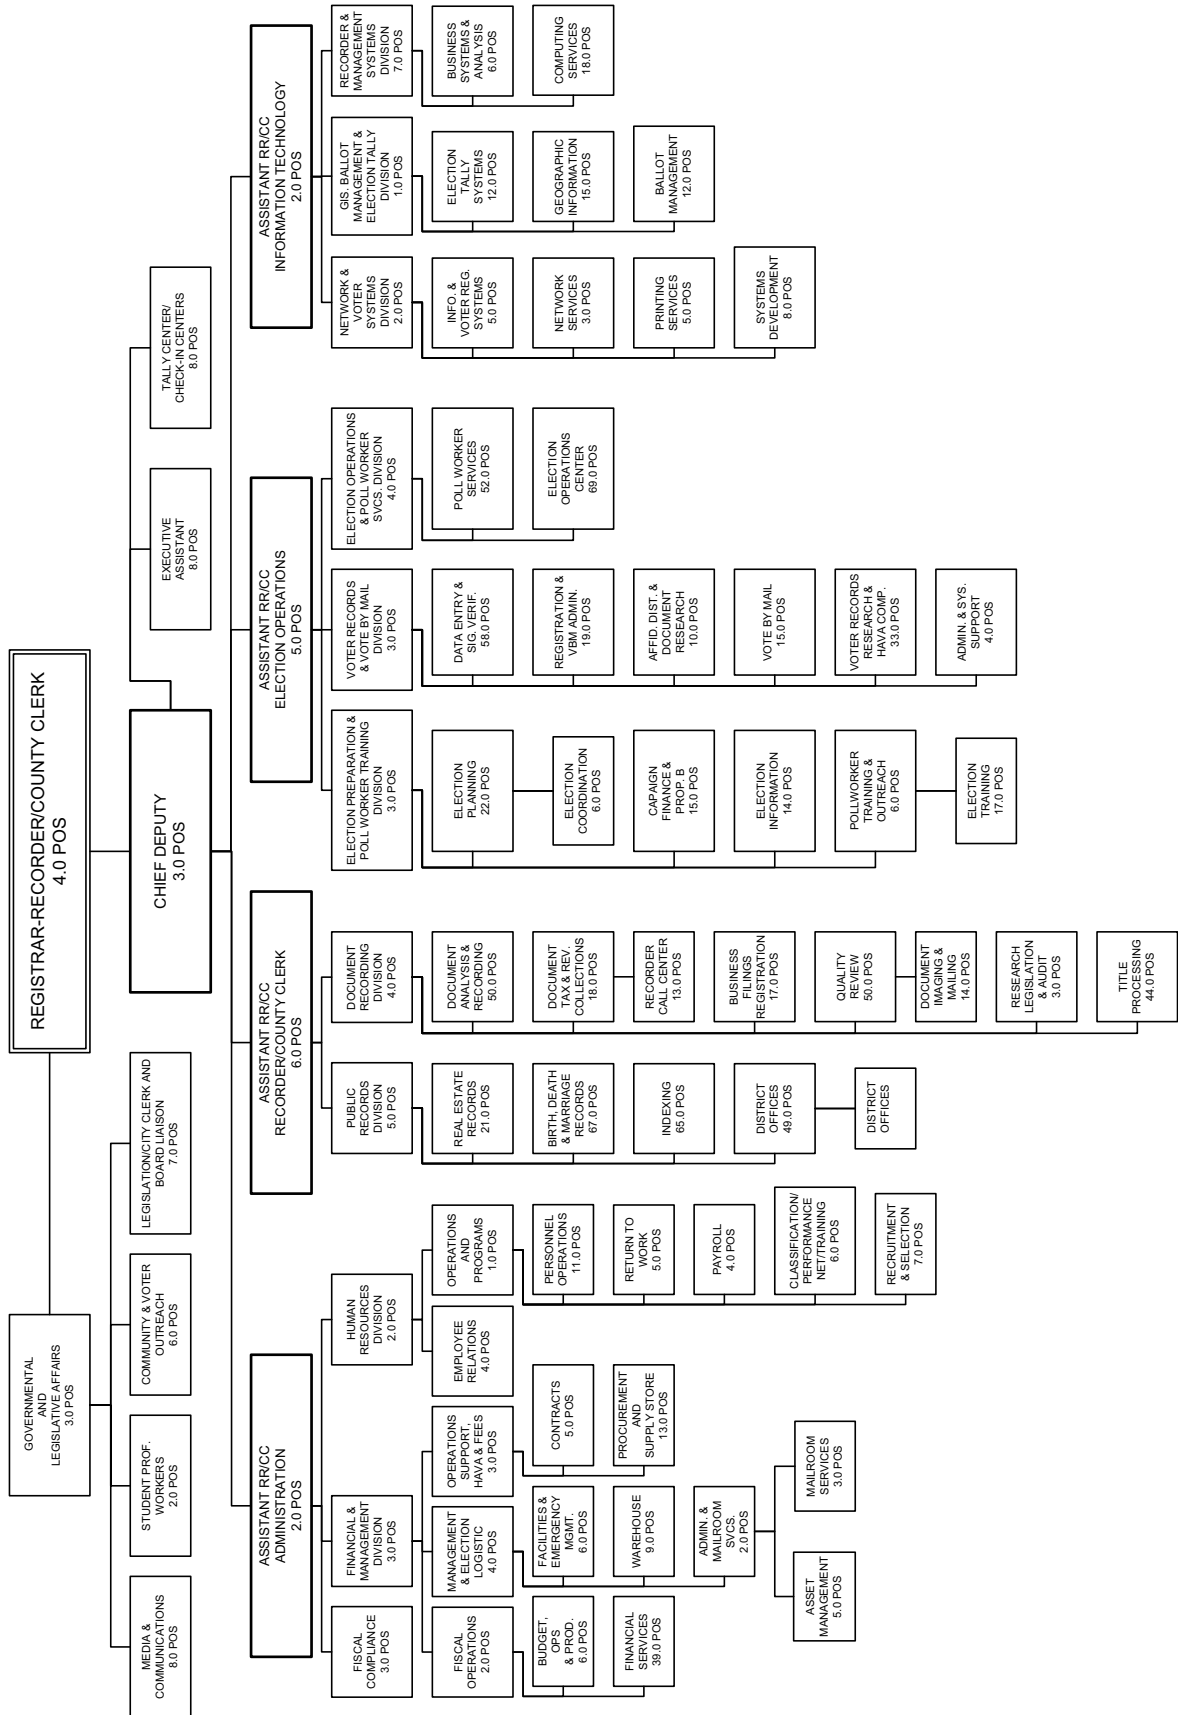 REGISTRAR-RECORDER/COUNTY CLERK
4.0 POS
GOVERNMENTAL
AND
LEGISLATIVE AFFAIRS
3.0 POS
MEDIA &
COMMUNICATIONS
8.0 POS
STUDENT PROF.
WORKERS
2.0 POS
COMMUNITY & VOTER
OUTREACH
6.0 POS
LEGISLATION/CITY CLERK AND
BOARD LIAISON
7.0 POS
CHIEF DEPUTY
3.0 POS
EXECUTIVE
ASSISTANT
8.0 POS
TALLY CENTER/
CHECK-IN CENTERS
8.0 POS
ASSISTANT RR/CC
ADMINISTRATION
2.0 POS
FISCAL
COMPLIANCE
3.0 POS
FINANCIAL &
MANAGEMENT
DIVISION
3.0 POS
HUMAN
RESOURCES
DIVISION
2.0 POS
FISCAL
OPERATIONS
2.0 POS
MANAGEMENT
& ELECTION
LOGISTIC
4.0 POS
OPERATIONS
SUPPORT.
HAVA & FEES
3.0 POS
EMPLOYEE
RELATIONS
4.0 POS
OPERATIONS
AND
PROGRAMS
1.0 POS
BUDGET,
OPS
& PROD.
6.0 POS
FINANCIAL
SERVICES
39.0 POS
FACILITIES &
EMERGENCY
MGMT.
6.0 POS
WAREHOUSE
9.0 POS
ADMIN. &
MAILROOM
SVCS.
2.0 POS
ASSET
MANAGEMENT
5.0 POS
MAILROOM
SERVICES
3.0 POS
CONTRACTS
5.0 POS
PROCUREMENT
AND
SUPPLY STORE
13.0 POS
PERSONNEL
OPERATIONS
11.0 POS
RETURN TO
WORK
5.0 POS
PAYROLL
4.0 POS
CLASSIFICATION/
PERFORMANCE
NET/TRAINING
6.0 POS
RECRUITMENT
& SELECTION
7.0 POS
ASSISTANT RR/CC
RECORDER/COUNTY CLERK
6.0 POS
PUBLIC
RECORDS
DIVISION
5.0 POS
REAL ESTATE
RECORDS
21.0 POS
BIRTH, DEATH
& MARRIAGE
RECORDS
67.0 POS
INDEXING
65.0 POS
DISTRICT
OFFICES
49.0 POS
DISTRICT
OFFICES
DOCUMENT
RECORDING
DIVISION
4.0 POS
DOCUMENT
ANALYSIS &
RECORDING
50.0 POS
DOCUMENT
TAX & REV.
COLLECTIONS
18.0 POS
RECORDER
CALL CENTER
13.0 POS
BUSINESS
FILINGS
REGISTRATION
17.0 POS
QUALITY
REVIEW
50.0 POS
DOCUMENT
IMAGING &
MAILING
14.0 POS
RESEARCH
LEGISLATION
& AUDIT
3.0 POS
TITLE
PROCESSING
44.0 POS
ASSISTANT RR/CC
ELECTION OPERATIONS
5.0 POS
ELECTION PREPARATION &
POLL WORKER TRAINING
DIVISION
3.0 POS
ELECTION
PLANNING
22.0 POS
ELECTION
COORDINATION
6.0 POS
CAPAIGN
FINANCE &
PROP. B
15.0 POS
ELECTION
INFORMATION
14.0 POS
POLLWORKER
TRAINING &
OUTREACH
6.0 POS
ELECTION
TRAINING
17.0 POS
VOTER RECORDS
& VOTE BY MAIL
DIVISION
3.0 POS
DATA ENTRY &
SIG. VERIF.
58.0 POS
REGISTRATION &
VBM ADMIN.
19.0 POS
AFFID. DIST. &
DOCUMENT
RESEARCH
10.0 POS
VOTE BY MAIL
15.0 POS
VOTER RECORDS
RESEARCH &
HAVA COMP.
33.0 POS
ADMIN. & SYS.
SUPPORT
4.0 POS
ELECTION OPERATIONS
& POLL WORKER
SVCS. DIVISION
4.0 POS
POLL WORKER
SERVICES
52.0 POS
ELECTION
OPERATIONS
CENTER
69.0 POS
ASSISTANT RR/CC
INFORMATION TECHNOLOGY
2.0 POS
NETWORK &
VOTER
SYSTEMS
DIVISION
2.0 POS
INFO. &
VOTER REG.
SYSTEMS
5.0 POS
NETWORK
SERVICES
3.0 POS
PRINTING
SERVICES
5.0 POS
SYSTEMS
DEVELOPMENT
8.0 POS
GIS. BALLOT
MANAGEMENT &
ELECTION TALLY
DIVISION
1.0 POS
ELECTION
TALLY
SYSTEMS
12.0 POS
GEOGRAPHIC
INFORMATION
15.0 POS
BALLOT
MANAGEMENT
12.0 POS
RECORDER &
MANAGEMENT
SYSTEMS
DIVISION
7.0 POS
BUSINESS
SYSTEMS &
ANALYSIS
6.0 POS
COMPUTING
SERVICES
18.0 POS